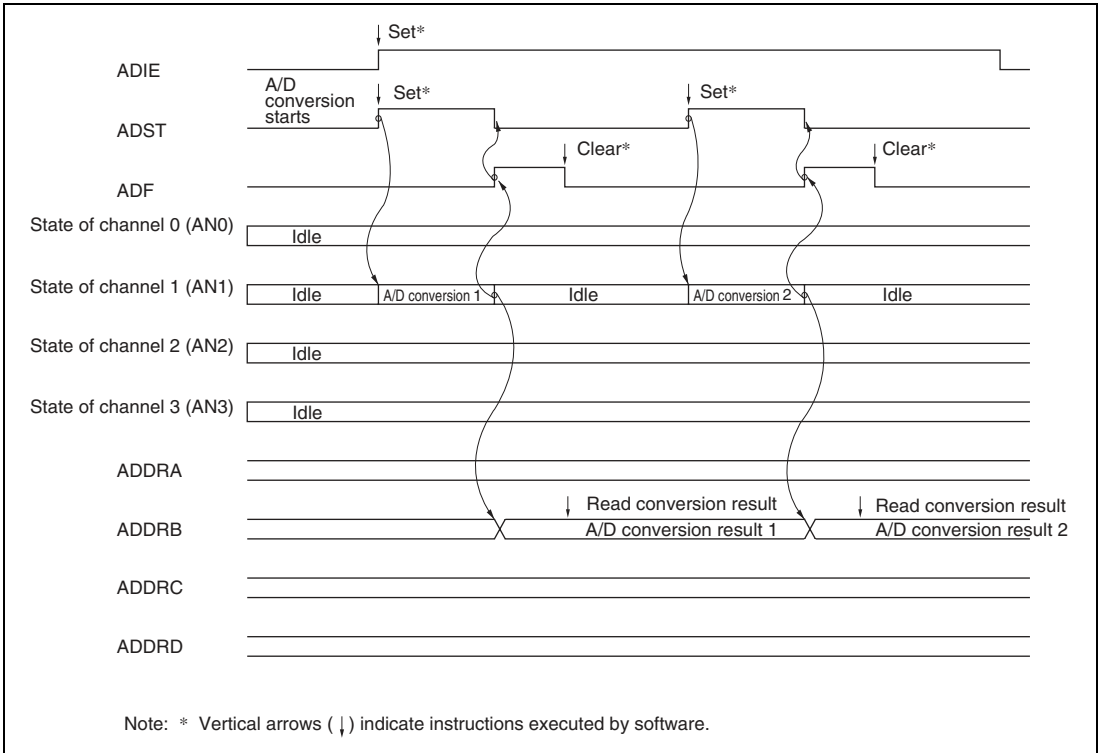 Set*
ADIE
A/D
conversion
starts
Set*
Set*
ADST
Clear*
Clear*
ADF
State of channel 0 (AN0)
Idle
State of channel 1 (AN1)
Idle
A/D conversion 1
Idle
A/D conversion 2
Idle
State of channel 2 (AN2)
Idle
State of channel 3 (AN3)
Idle
ADDRA
Read conversion result
Read conversion result
ADDRB
A/D conversion result 1
A/D conversion result 2
ADDRC
ADDRD
Note: * Vertical arrows (↓) indicate instructions executed by software.